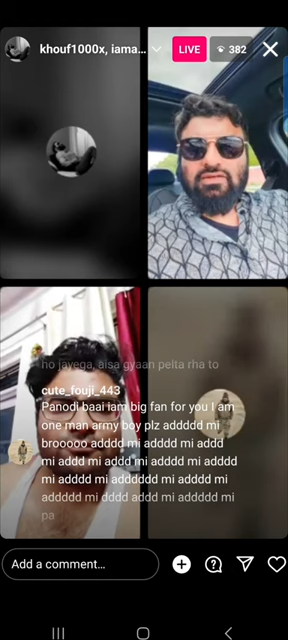 khouf1000x, iama...
LIVE
382
ho jayega, aisa gyaan pelta rha to
cute_fouji_443
Panodi baai iam big fan for you I am
one man army boy plz adddd mi
brooooo adddd mi adddd mi addd
mi addd mi addd mi adddd mi adddd
mi adddd mi addddd mi adddd mi
addddd mi dddd addd mi addddd mi
pa
Add a comment...